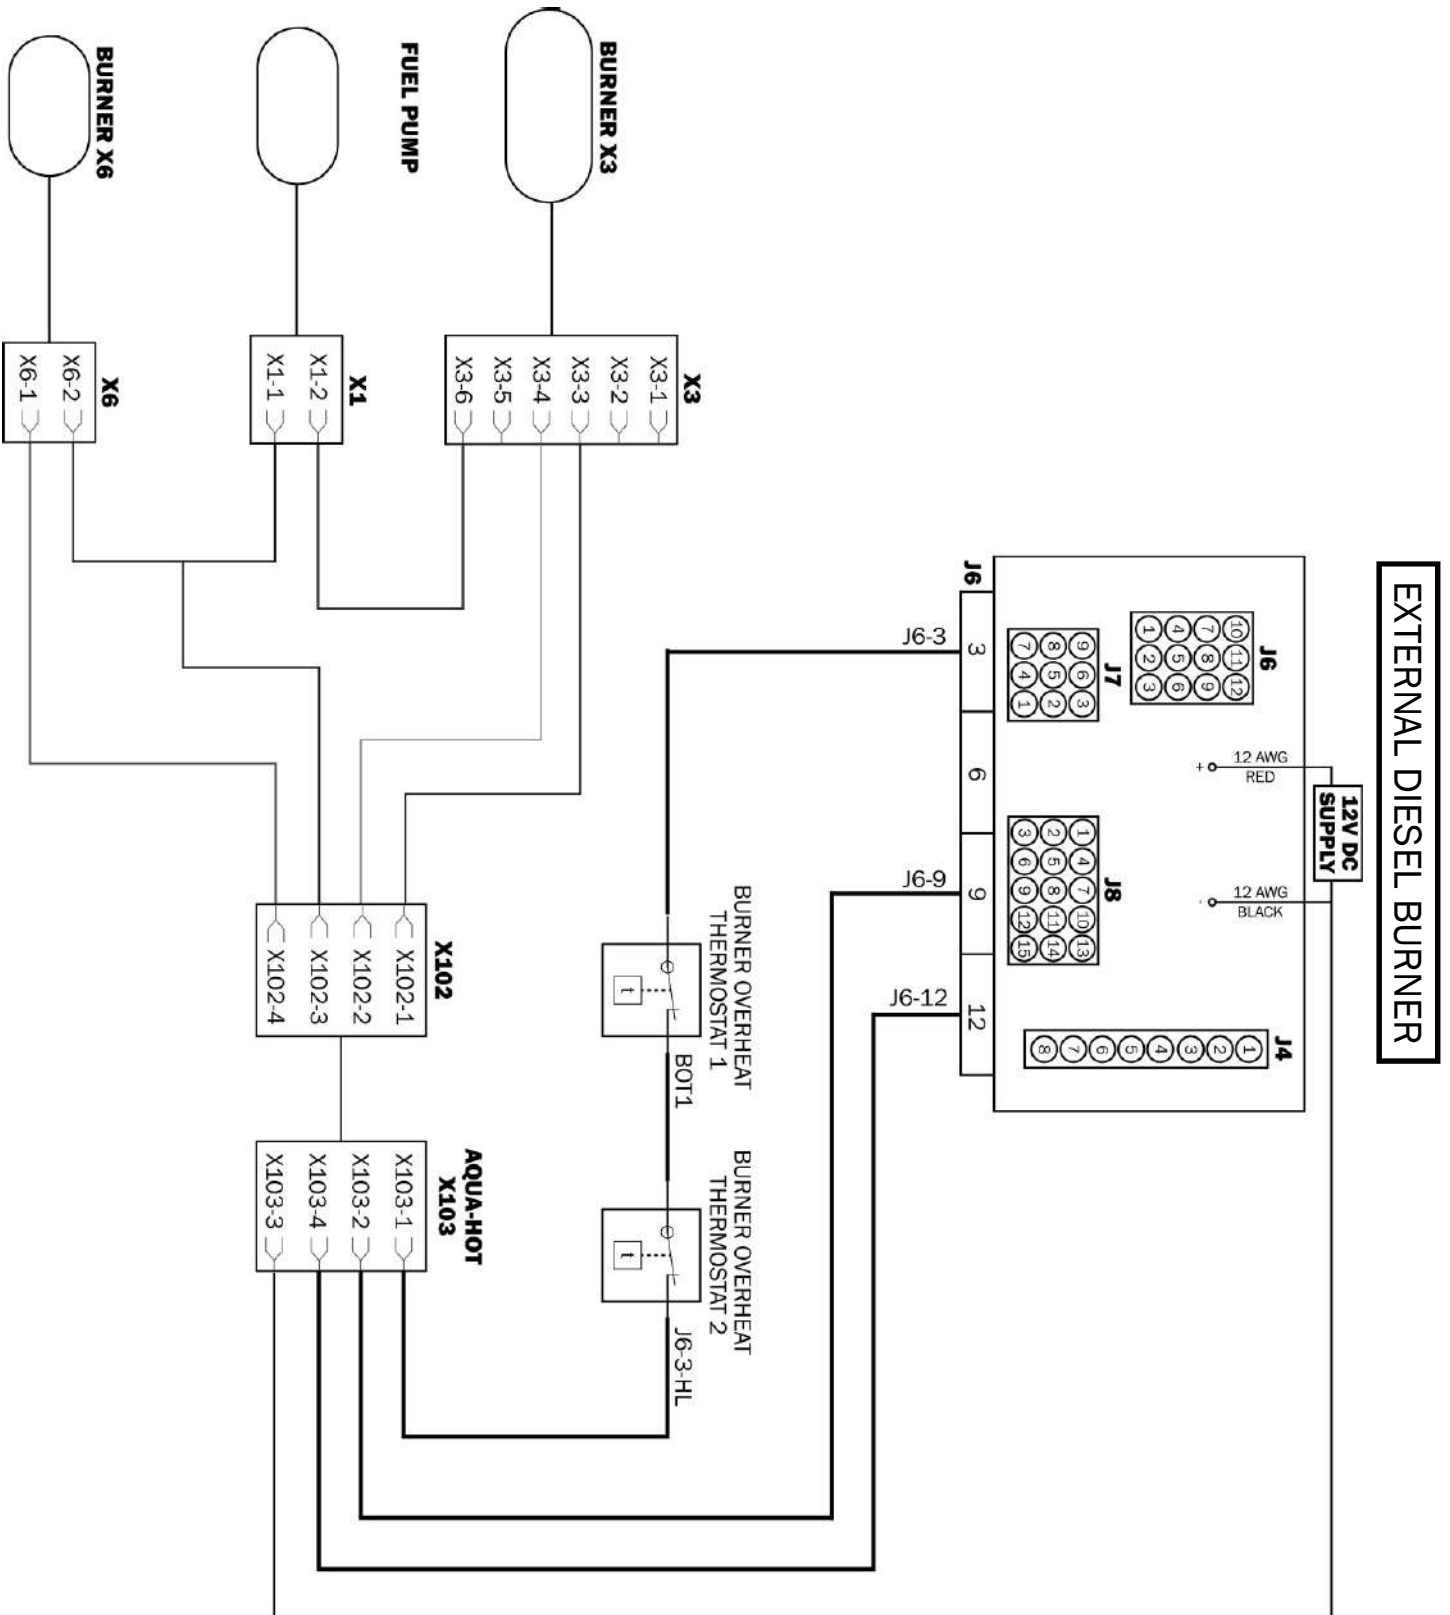 EXTERNAL DIESEL BURNER
12V DC
SUPPLY
12 AWG
RED
+
12 AWG
BLACK
-
J6
10 11 12
7 8 9
4 5 6
1 2 3
J7
9 6 3
8 5 2
7 4 1
J8
1 4 7 10 13
2 5 8 11 14
3 6 9 12 15
J4
1
2
3
4
5
6
7
8
J6
3 6 9 12
J6-3
J6-9
J6-12
BURNER OVERHEAT
THERMOSTAT 1
t
BOT1
BURNER OVERHEAT
THERMOSTAT 2
t
J6-3-HL
BURNER X3
X3
X3-1
X3-2
X3-3
X3-4
X3-5
X3-6
FUEL PUMP
X1
X1-2
X1-1
BURNER X6
X6
X6-2
X6-1
X102
X102-1
X102-2
X102-3
X102-4
AQUA-HOT
X103
X103-1
X103-2
X103-4
X103-3